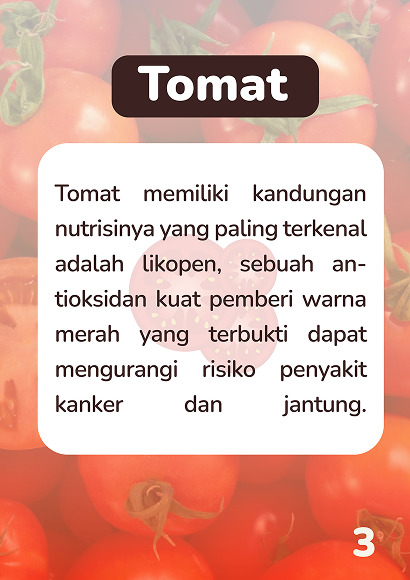 Tomat
Tomat memiliki kandungan
nutrisinya yang paling terkenal
adalah likopen, sebuah an-
tioksidan kuat pemberi warna
merah yang terbukti dapat
mengurangi risiko penyakit
kanker dan jantung.
3